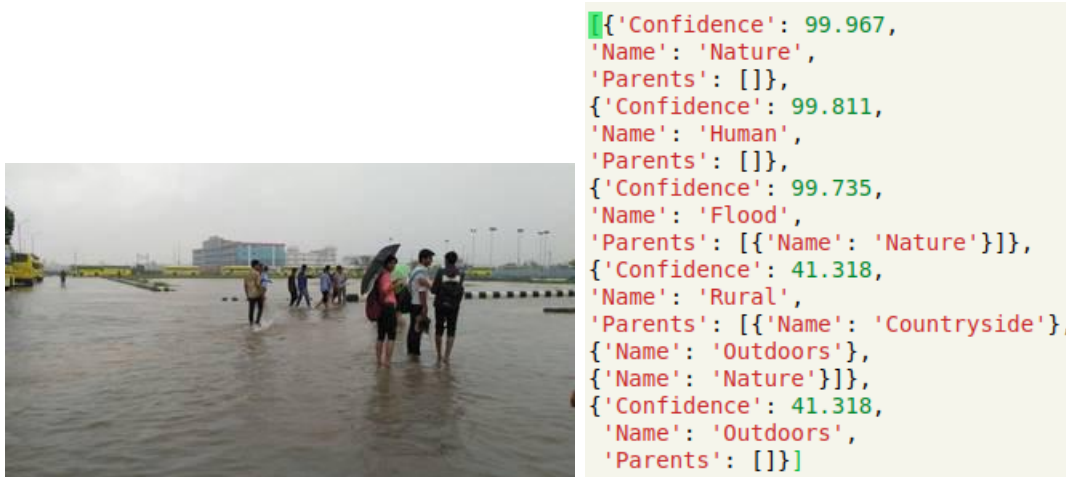 [{'Confidence': 99.967,
'Name': 'Nature',
'Parents': []},
{'Confidence': 99.811,
'Name': 'Human',
'Parents': []},
{'Confidence': 99.735,
'Name': 'Flood',
'Parents': [{'Name': 'Nature'}]},
{'Confidence': 41.318,
'Name': 'Rural',
'Parents': [{'Name': 'Countryside'},
{'Name': 'Outdoors'},
{'Name': 'Nature'}]},
{'Confidence': 41.318,
'Name': 'Outdoors',
'Parents': []}]